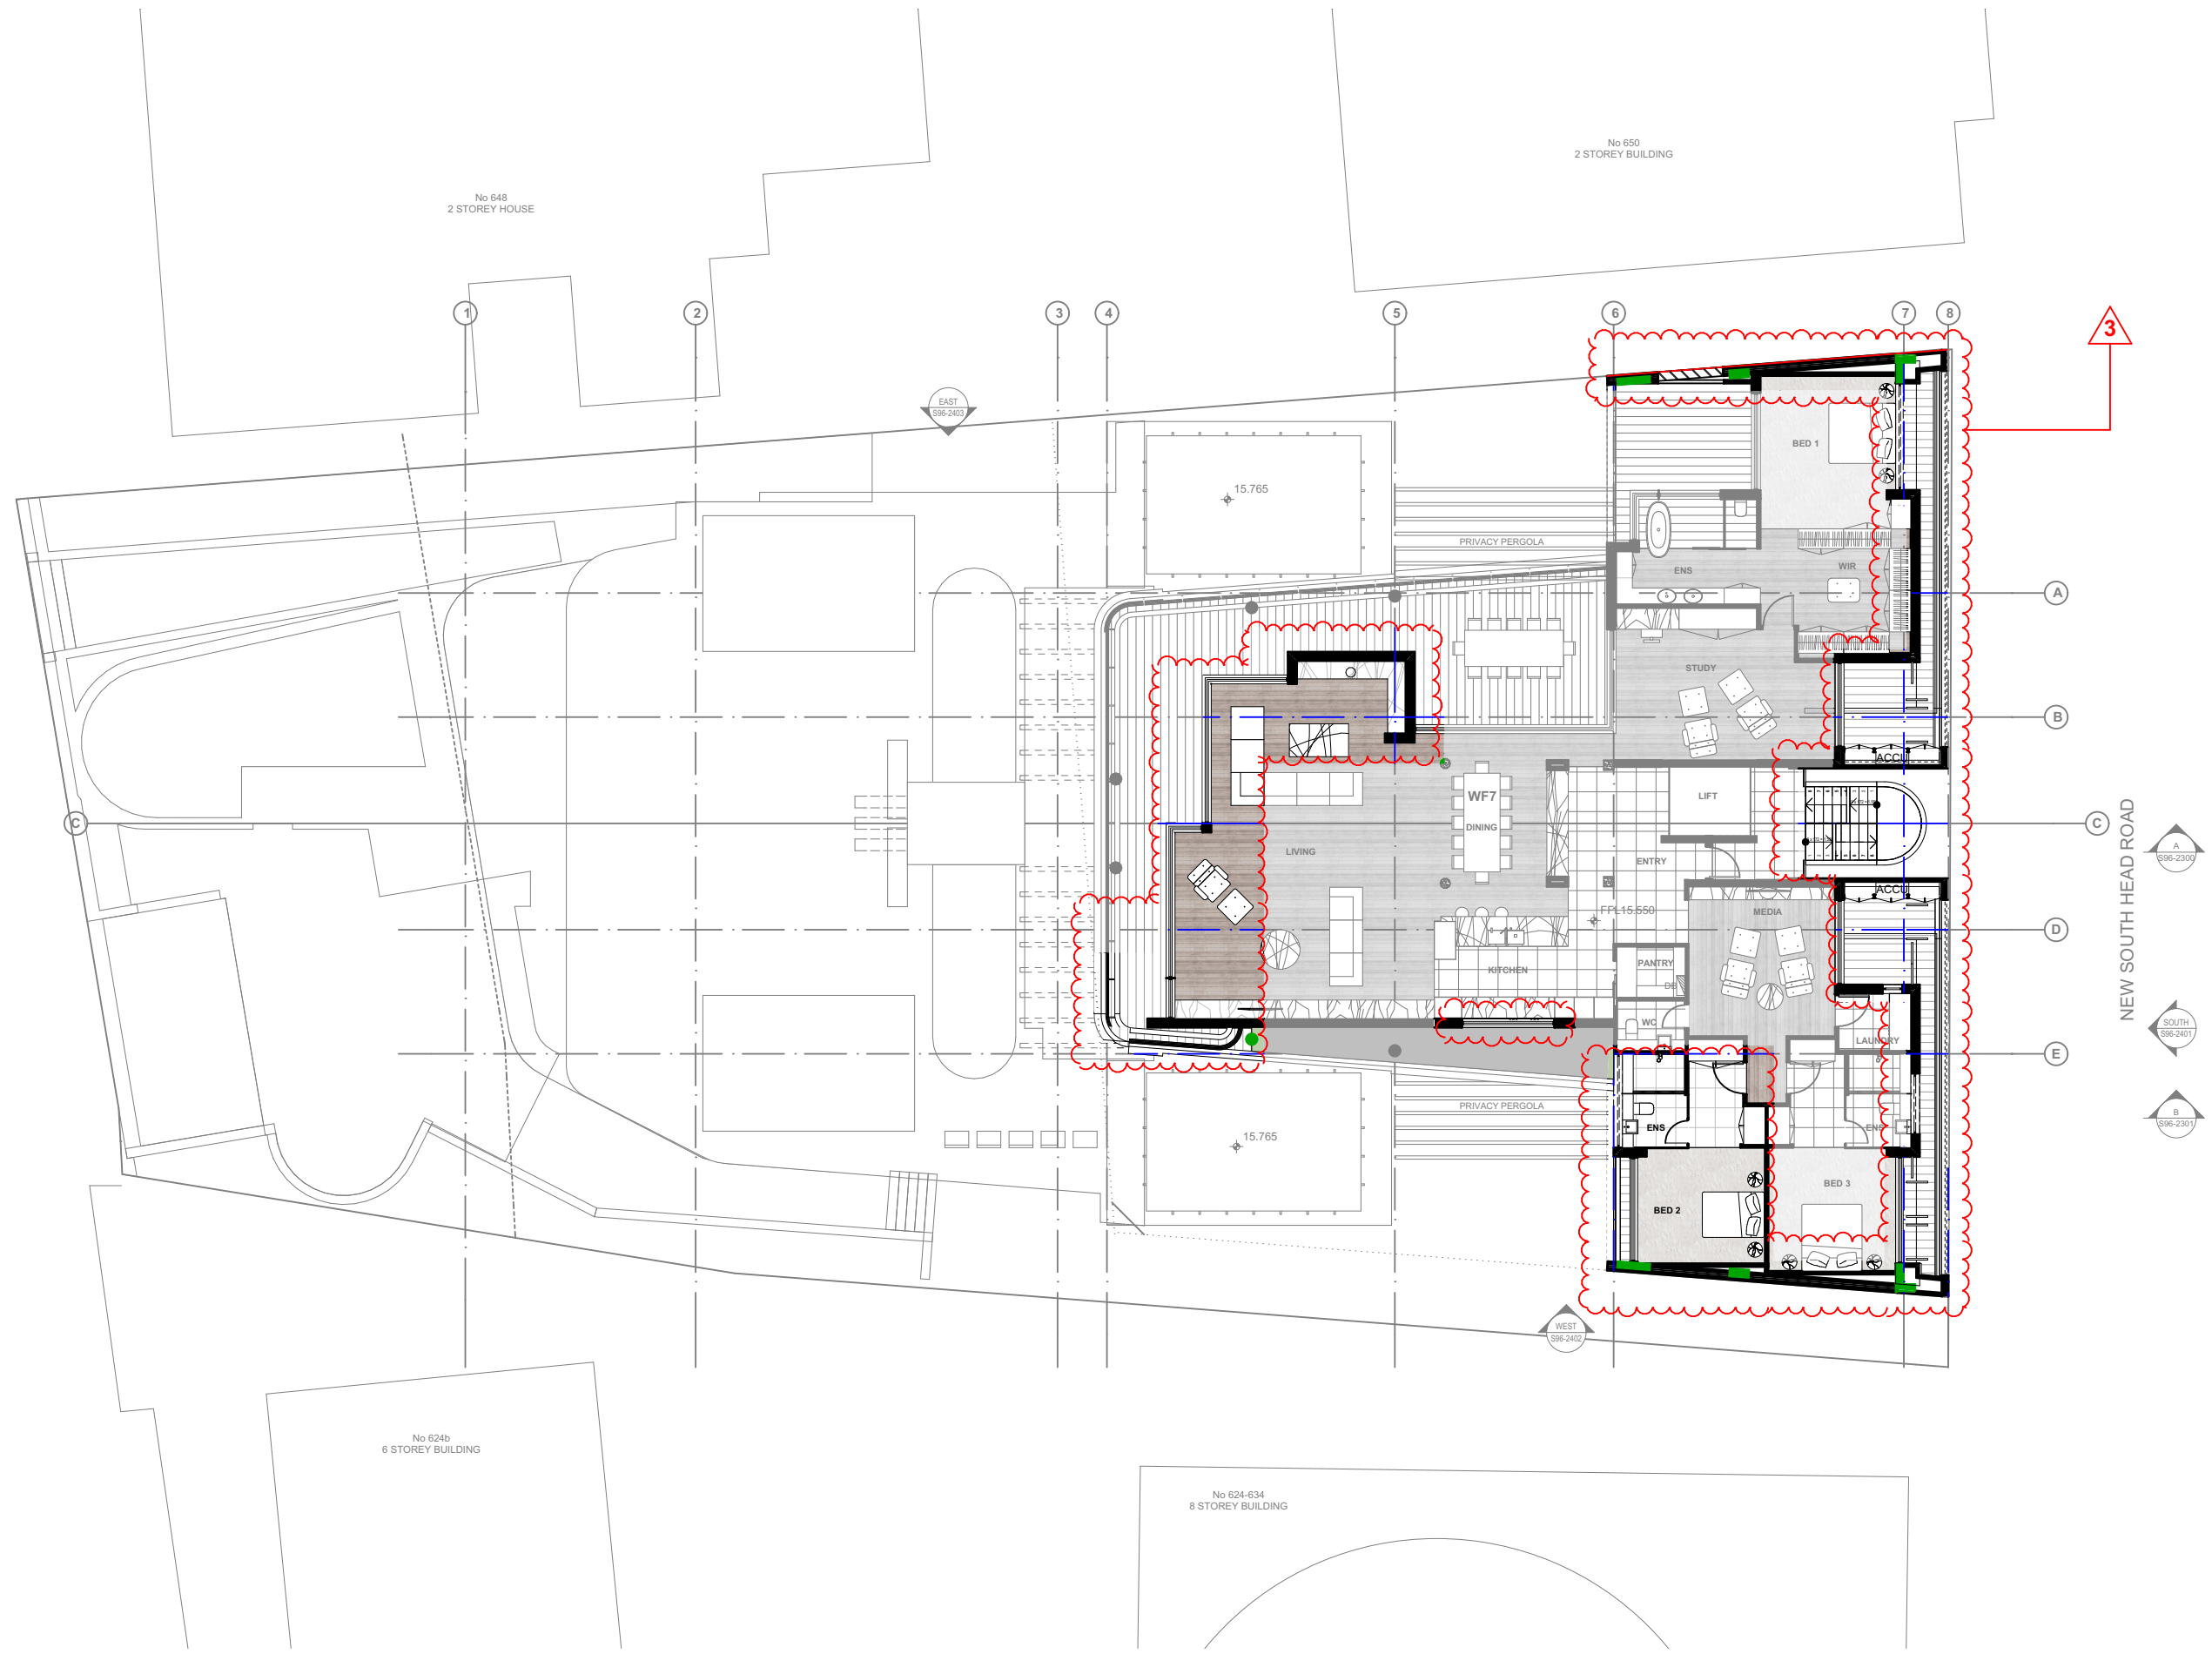 No 650
2 STOREY BUILDING
No 648
2 STOREY HOUSE
1
2
3
4
5
6
7
8
3
EAST
S96-2403
BED 1
15.765
PRIVACY PERGOLA
ENS
WIR
A
STUDY
B
ACCU
LIFT
WF7
DINING
C
C
LIVING
ENTRY
NEW SOUTH HEAD ROAD
A
S96-2300
ACCU
MEDIA
FFL15.550
D
KITCHEN
PANTRY
DB
WC
LAUNDRY
SOUTH
S96-2401
E
PRIVACY PERGOLA
ENS
ENS
B
S96-2301
15.765
BED 3
BED 2
WEST
S96-2402
No 624b
6 STOREY BUILDING
No 624-634
8 STOREY BUILDING